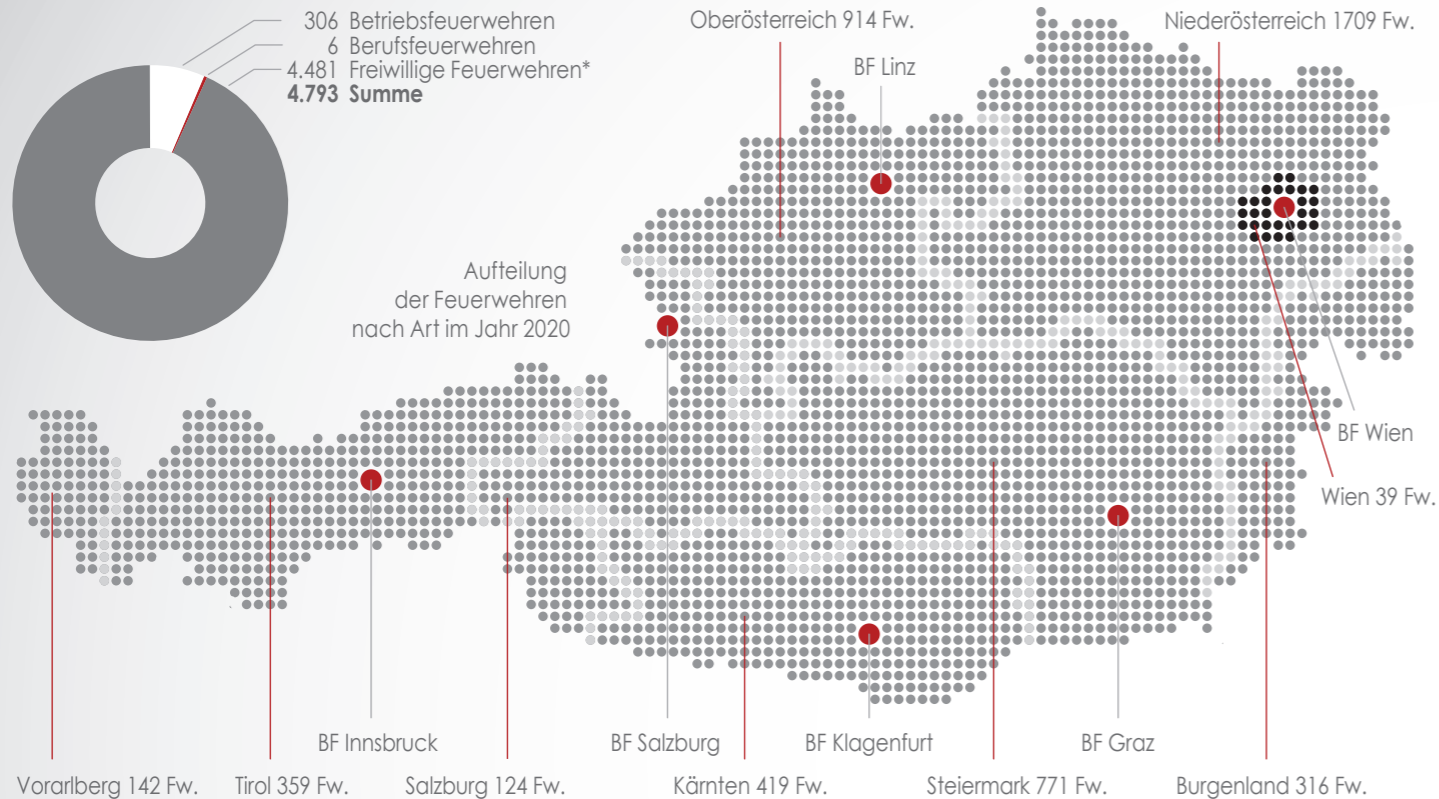 306 Betriebsfeuerwehren
6 Berufsfeuerwehren
4.481 Freiwillige Feuerwehren*
4.793 Summe
Oberösterreich 914 Fw.
Niederösterreich 1709 Fw.
BF Linz
Aufteilung
der Feuerwehren
nach Art im Jahr 2020
BF Wien
Wien 39 Fw.
BF Innsbruck
BF Salzburg
BF Klagenfurt
BF Graz
Vorarlberg 142 Fw.
Tirol 359 Fw.
Salzburg 124 Fw.
Kärnten 419 Fw.
Steiermark 771 Fw.
Burgenland 316 Fw.